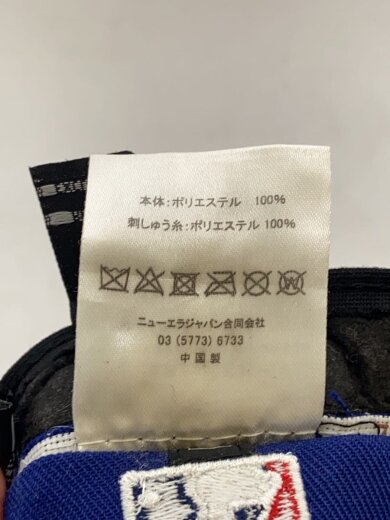 本体:ポリエステル 100%
刺しゅう糸:ポリエステル 100%
ニューエラジャパン合同会社
03 (5773) 6733
中国製